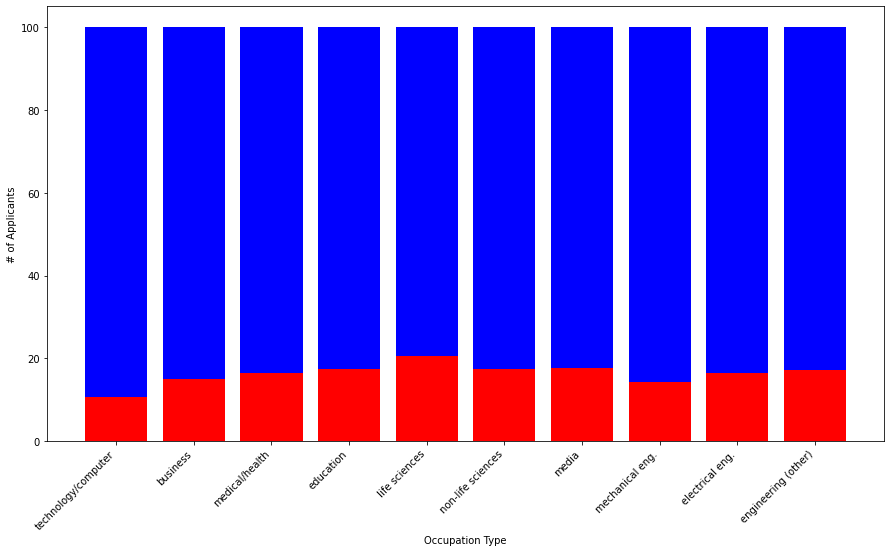 100
80
60
40
20
0
# of Applicants
technology/computer
business
medical/health
education
life sciences
non-life sciences
media
mechanical eng.
electrical eng.
engineering (other)
Occupation Type